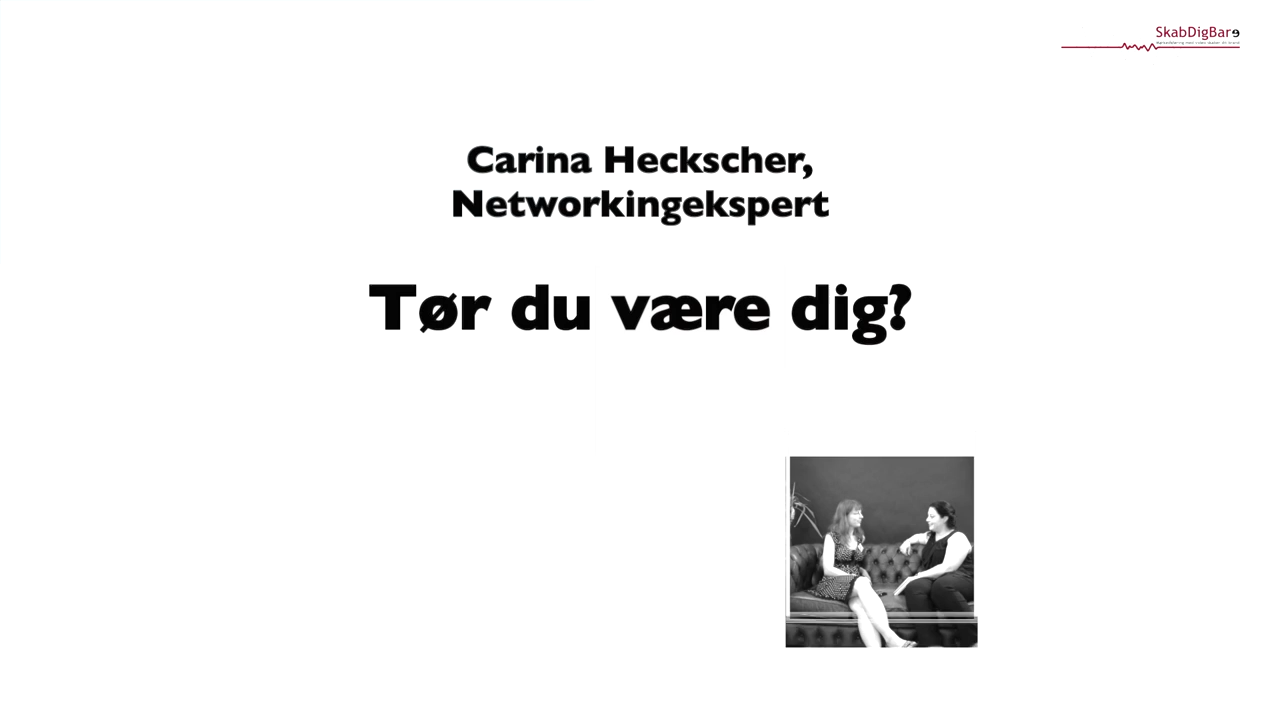 SkabDigBare
Carina Heckscher,
Networkingekspert
Tør du være dig?